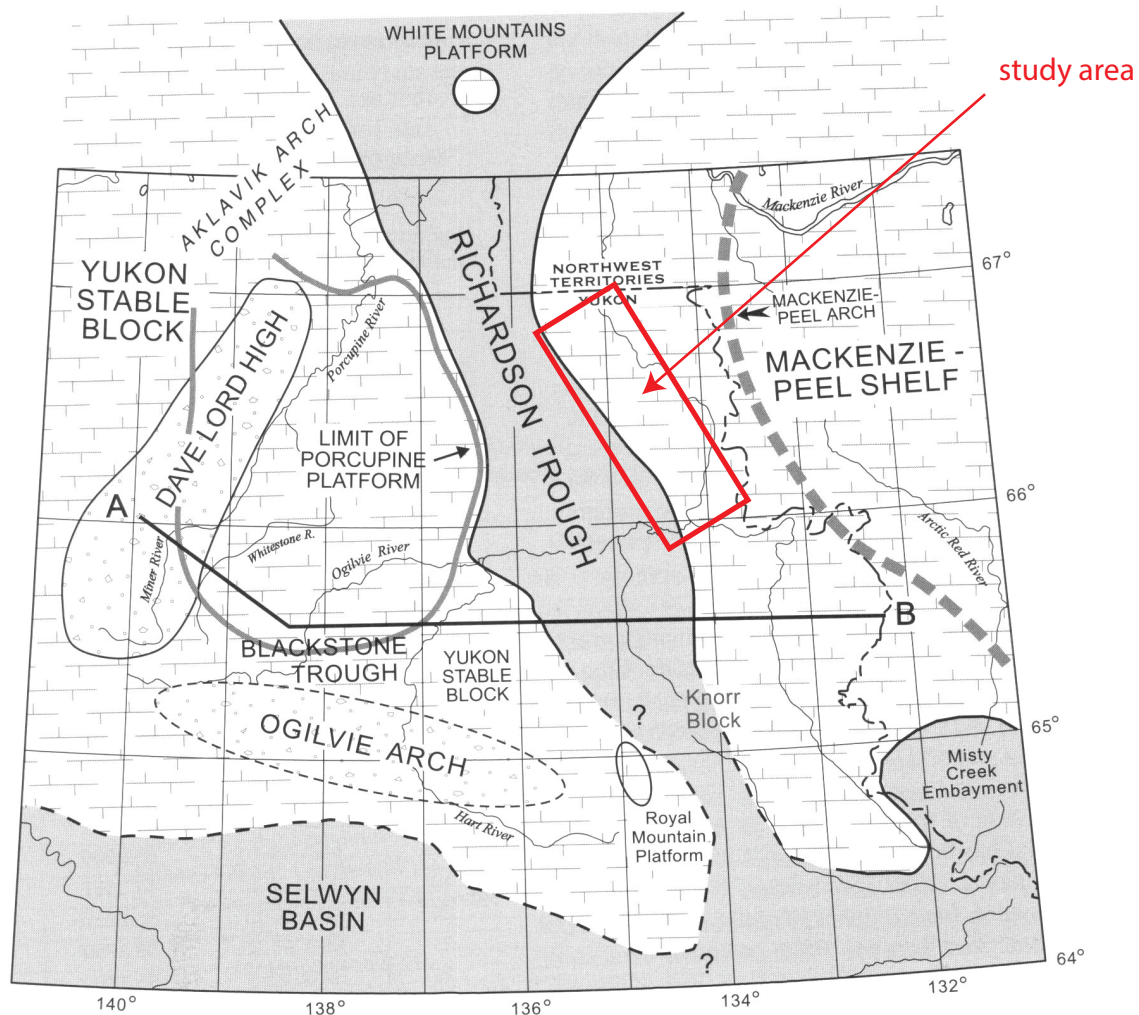 WHITE MOUNTAINS
PLATFORM
study area
AKLAVIK ARCH
COMPLEX
Mackenzie River
67°
NORTHWEST
TERRITORIES
YUKON
MACKENZIE-
PEEL ARCH
YUKON
STABLE
BLOCK
DAVE LORD HIGH
Porcupine River
RICHARDSON TROUGH
MACKENZIE -
PEEL SHELF
LIMIT OF
PORCUPINE
PLATFORM
66°
A
Whitestone R.
Ogilvie River
Miner River
Arctic Red River
B
BLACKSTONE
TROUGH
YUKON
STABLE
BLOCK
Knorr
Block
?
65°
OGILVIE ARCH
Misty
Creek
Embayment
Hart River
Royal
Mountain
Platform
SELWYN
BASIN
?
64°
140°
138°
136°
134°
132°